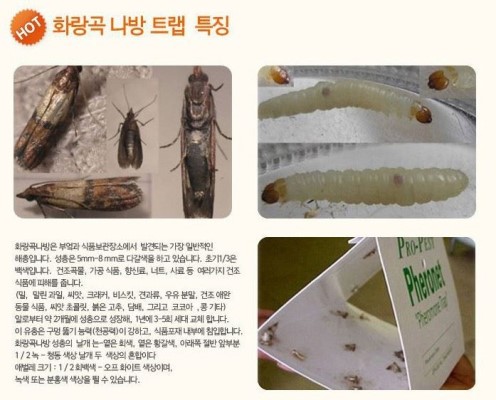 HOT 화랑곡 나방 트랩 특징
화랑곡나방은 부엌과 식품보관장소에서 발견되는 가장 일반적인
해충입니다. 성충은 5mm-8 mm로 다갈색을 하고 있습니다. 초기1/3은
백색입니다. 건조곡물, 가공 식품, 향신료, 너트, 사료 등 여러가지 건조
식품에 피해를 줍니다.
(밀, 밀린 과일, 씨앗, 크래커, 비스킷, 견과류, 우유 분말, 건조 애완
동물 식품, 씨앗 초콜릿, 붉은 고추, 담배, 그리고 코코아 ,콩 기타)
알로부터 약 2개월에 성충으로 성장해, 1년에 3-5회 세대 교체 합니다.
이 유충은 구멍 뚫기 능력(천공력)이 강하고, 식품포재 내부에 침입합니다.
화랑곡나방 성충의 날개 는-옅은 회색, 옅은 황갈색, 아래쪽 절반 앞부분
1 / 2 녹 - 청동 색상 날개 두 색상의 혼합이다
애벌레 크기 : 1 / 2 회백색 - 오프 화이트 색상이며,
녹색 또는 분홍색 색상을 띌 수 있습니다.
PRO-PEST
Pheronet
Pheromone Trap